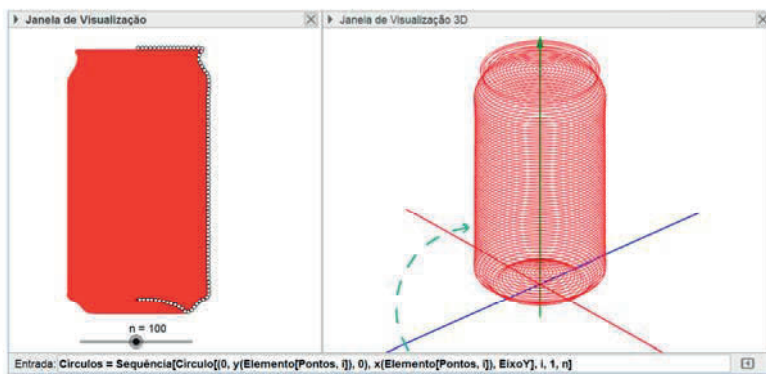 Janela de Visualização
Janela de Visualização 3D
n = 100
Entrada: Círculos = Sequência[Círculo[(0, y(Elemento[Pontos, i]), 0), x(Elemento[Pontos, i]), EixoY], i, 1, n]